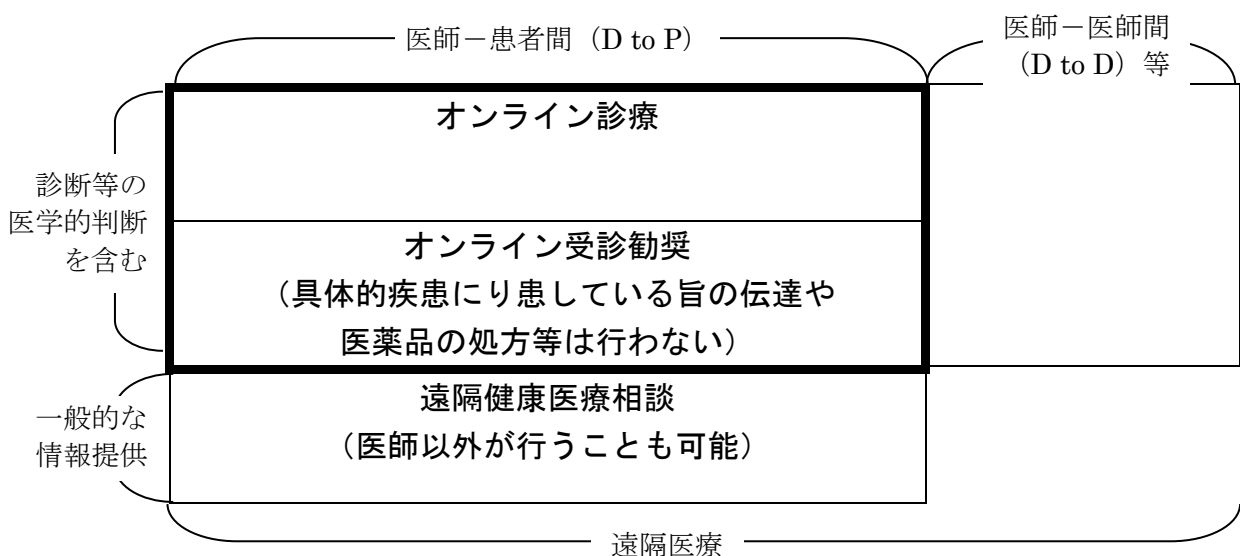 医師－患者間（D to P）
医師－医師間
（D to D）等
診断等の
医学的判断
を含む
オンライン診療
オンライン受診勧奨
（具体的疾患にり患している旨の伝達や
医薬品の処方等は行わない）
一般的な
情報提供
遠隔健康医療相談
（医師以外が行うことも可能）
遠隔医療